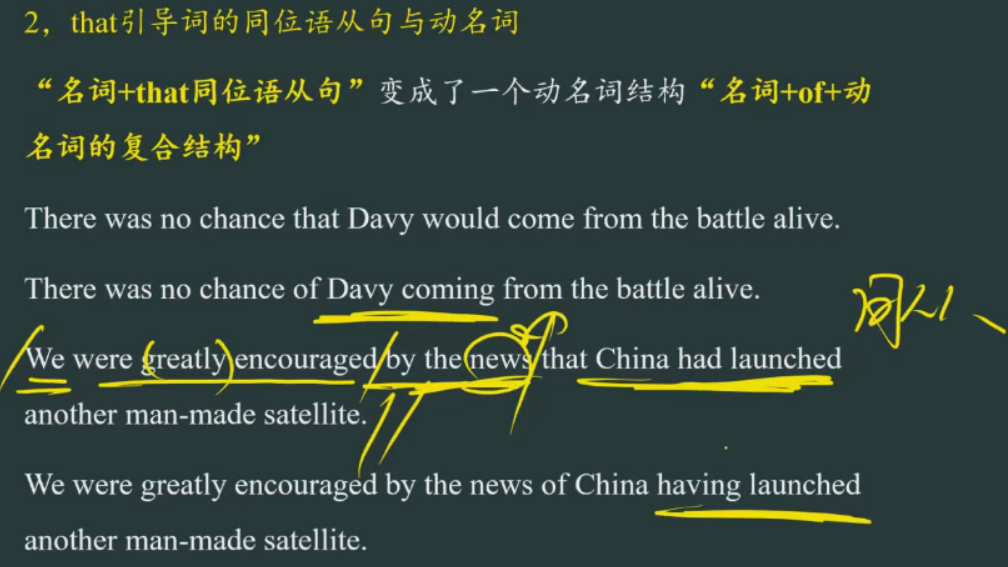 2，that引导词的同位语从句与动名词
“名词+that同位语从句”变成了一个动名词结构“名词+of+动
名词的复合结构”
There was no chance that Davy would come from the battle alive.
There was no chance of Davy coming from the battle alive.
We were greatly encouraged by the news that China had launched
another man-made satellite.
We were greatly encouraged by the news of China having launched
another man-made satellite.